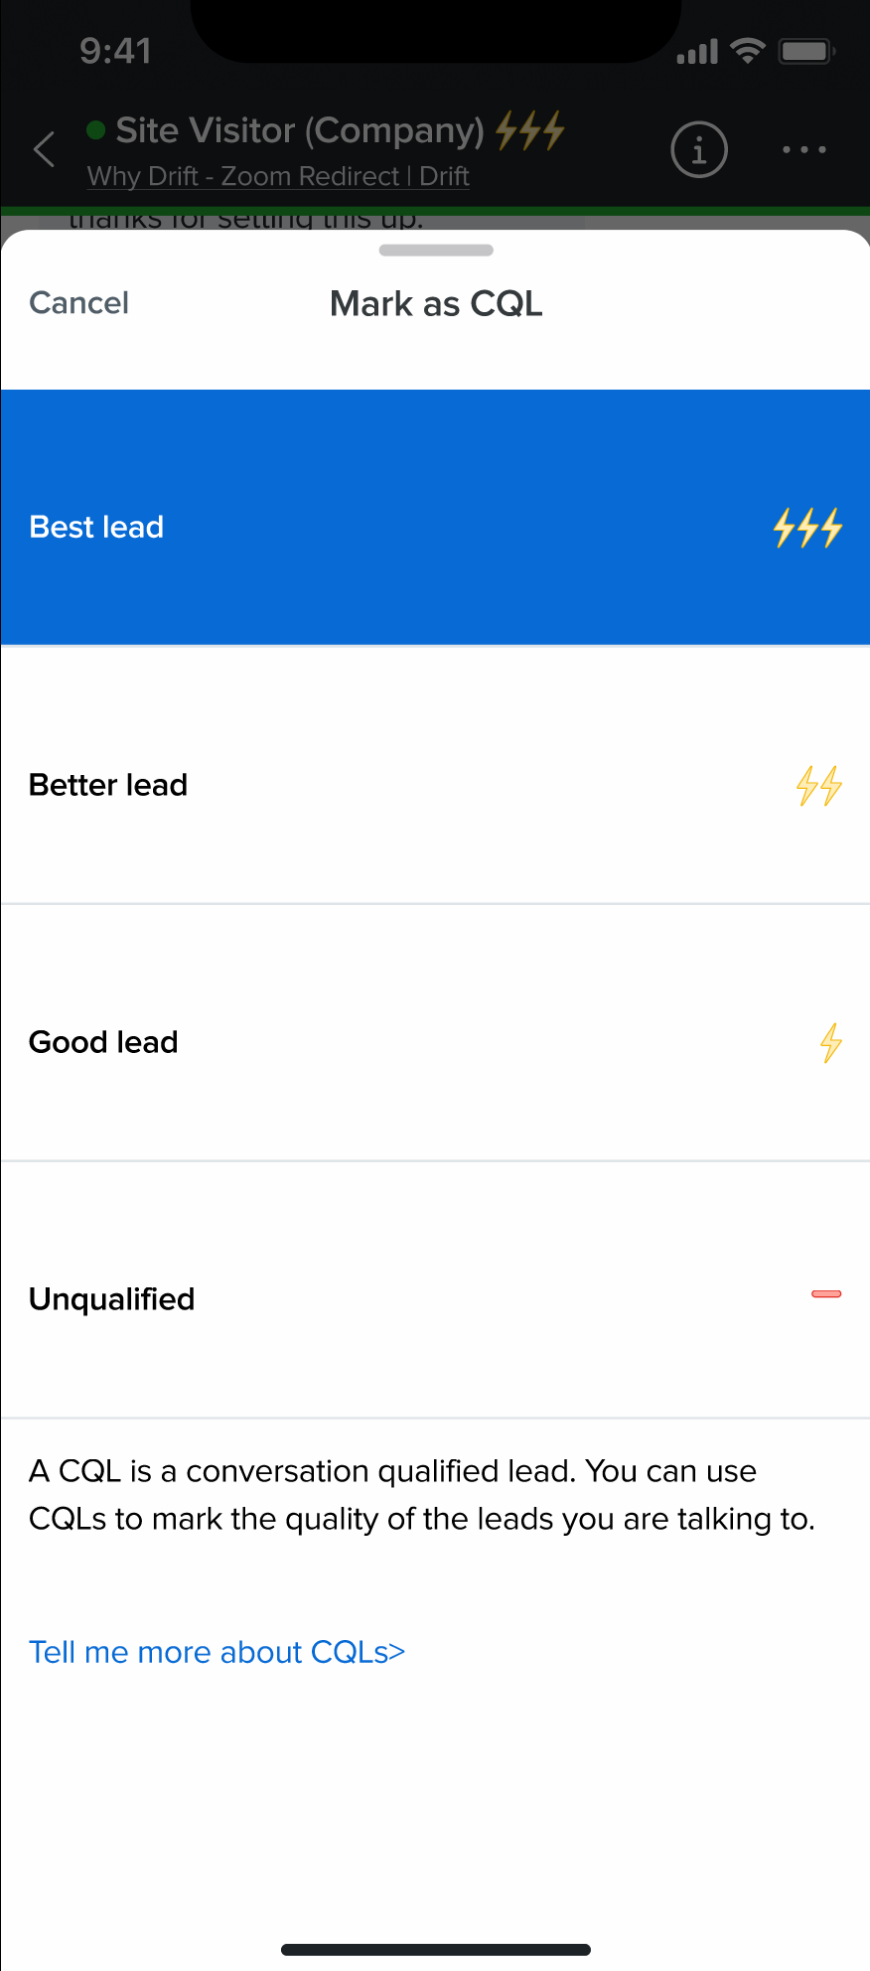 9:41
Site Visitor (Company)
Why Drift - Zoom Redirect | Drift
thanks for setting this up.
Cancel
Mark as CQL
Best lead
Better lead
Good lead
Unqualified
A CQL is a conversation qualified lead. You can use
CQLs to mark the quality of the leads you are talking to.
Tell me more about CQLs>